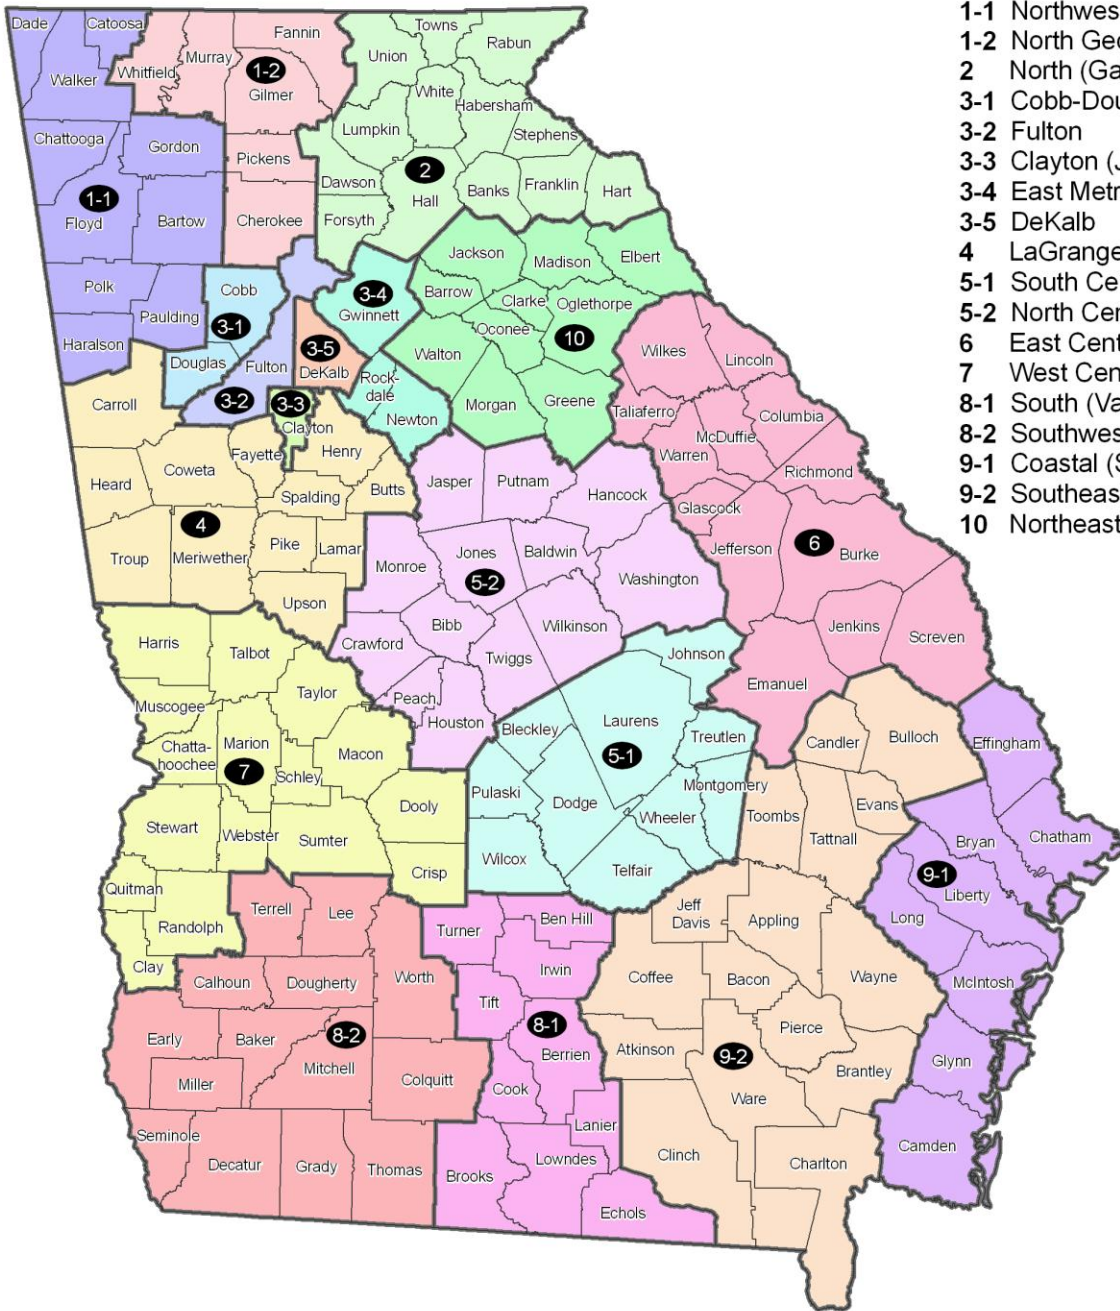 1-1 Northwes
1-2 North Geo
2 North (Ga
3-1 Cobb-Dou
3-2 Fulton
3-3 Clayton (J
3-4 East Metr
3-5 DeKalb
4 LaGrange
5-1 South Ce
5-2 North Cen
6 East Cent
7 West Cen
8-1 South (Va
8-2 Southwes
9-1 Coastal (S
9-2 Southeas
10 Northeast
Dade
Catoosa
Walker
Whitfield
Murray
Fannin
1-2
Gilmer
Union
Towns
Rabun
White
Habersham
Lumpkin
Stephens
Chattooga
Gordon
Pickens
Dawson
2
Hall
Banks
Franklin
Hart
1-1
Floyd
Bartow
Cherokee
Forsyth
Jackson
Madison
Elbert
Polk
Cobb
3-4
Gwinnett
Barrow
Clarke
Oglethorpe
Paulding
3-1
Oconee
10
Haralson
Douglas
Fulton
3-5
DeKalb
Walton
Wilkes
Lincoln
Rock-
dale
Carroll
3-2
3-3
Clayton
Newton
Morgan
Greene
Taliaferro
Columbia
McDuffie
Warren
Richmond
Coweta
Fayette
Henry
Heard
Spalding
Butts
Jasper
Putnam
Hancock
Glascock
4
Meriwether
Troup
Pike
Lamar
Monroe
Jones
5-2
Baldwin
Washington
Jefferson
6
Burke
Upson
Crawford
Bibb
Wilkinson
Twiggs
Jenkins
Screven
Harris
Talbot
Johnson
Emanuel
Muscogee
Taylor
Peach
Houston
Bleckley
Laurens
Treutlen
Candler
Bulloch
Effingham
Chatta-
hoochee
Marion
7
Schley
Macon
5-1
Pulaski
Dodge
Montgomery
Wheeler
Toombs
Evans
Tattnall
Stewart
Webster
Sumter
Dooly
Crisp
Wilcox
Telfair
Bryan
Chatham
9-1
Liberty
Long
Quitman
Randolph
Clay
Terrell
Lee
Turner
Ben Hill
Jeff
Davis
Appling
Calhoun
Dougherty
Worth
Irwin
Coffee
Bacon
Wayne
McIntosh
Tift
Early
Baker
8-2
Mitchell
8-1
Berrien
Atkinson
9-2
Pierce
Brantley
Glynn
Miller
Colquitt
Cook
Ware
Seminole
Decatur
Grady
Thomas
Brooks
Lanier
Lowndes
Clinch
Charlton
Camden
Echols